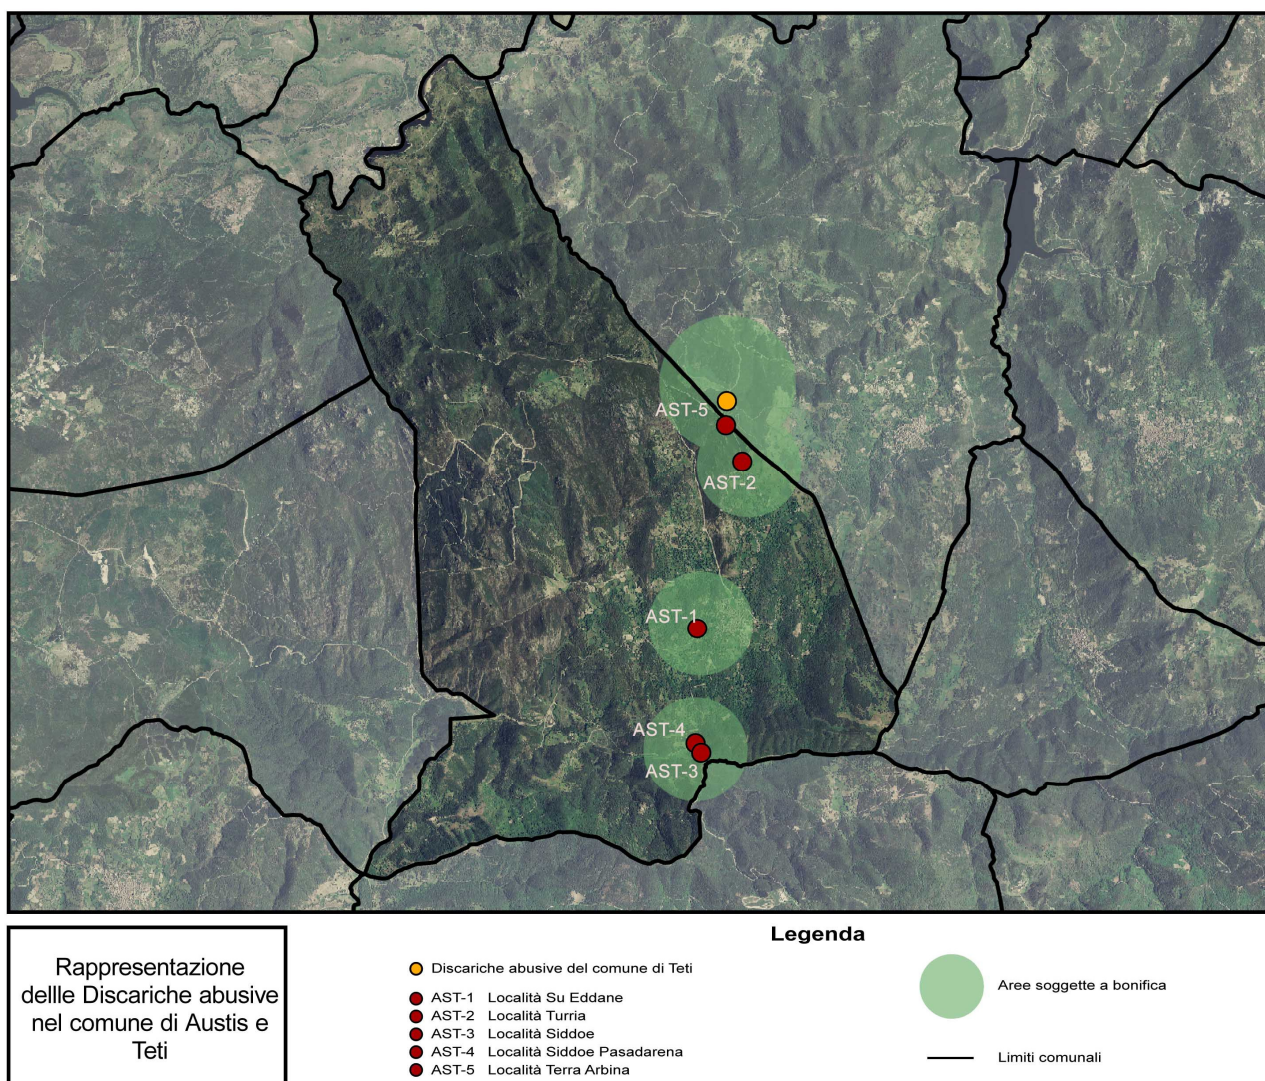 AST-5
AST-2
AST-1
AST-4
AST-3
Legenda
Rappresentazione
dellle Discariche abusive
nel comune di Austis e
Teti
Discariche abusive del comune di Teti
AST-1 Località Su Eddane
AST-2 Località Turria
AST-3 Località Siddoe
AST-4 Località Siddoe Pasadarena
AST-5 Località Terra Arbina
Aree soggette a bonifica
Limiti comunali